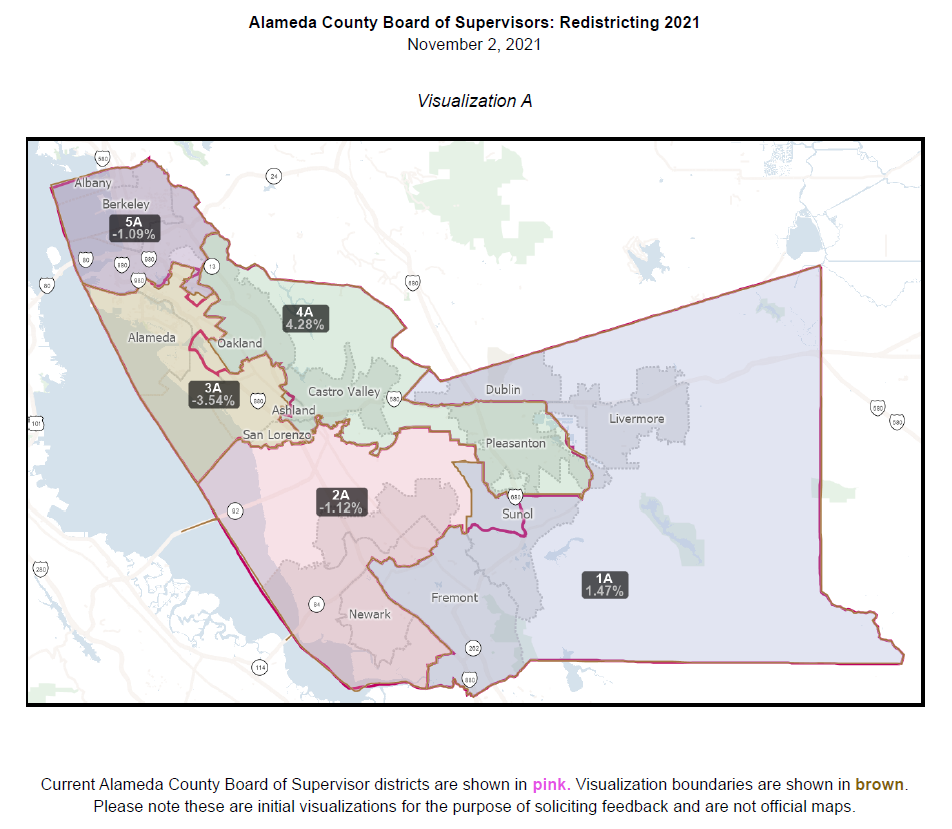 Alameda County Board of Supervisors: Redistricting 2021
November 2, 2021
Visualization A
580
Albany
24
Berkeley
5A
-1.09%
80
880
980
980
13
80
680
4A
4.28%
Alameda
Oakland
3A
-3.54%
880
Castro Valley
580
Dublin
Ashland
Livermore
580
580
101
San Lorenzo
Pleasanton
2A
-1.12%
680
92
Sunol
280
1A
1.47%
84
Fremont
Newark
262
114
880
Current Alameda County Board of Supervisor districts are shown in pink. Visualization boundaries are shown in brown.
Please note these are initial visualizations for the purpose of soliciting feedback and are not official maps.